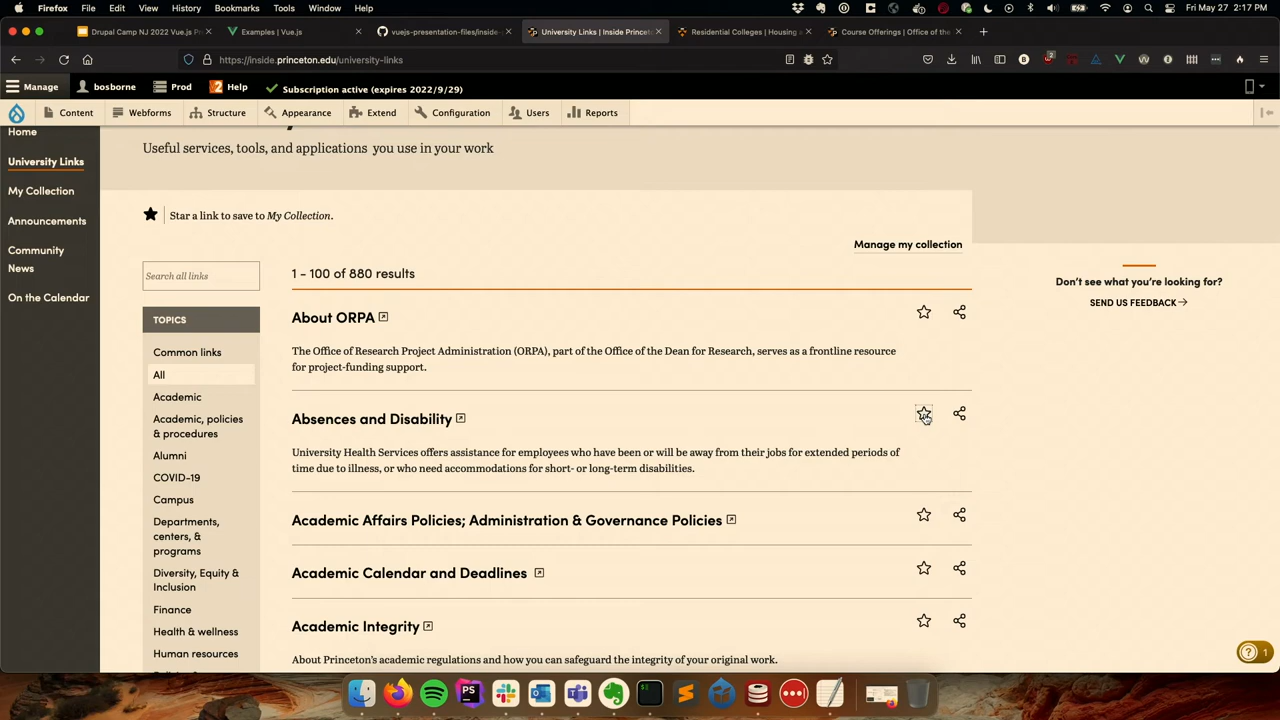 Firefox File Edit View History Bookmarks Tools Window Help Fri May 27 2:17 PM
Drupal Camp NJ 2022 Vue.js Pr
Examples | Vue.js
vuejs-presentation-files/inside-
University Links | Inside Princet
Residential Colleges | Housing a
Course Offerings | Office of the
https://inside.princeton.edu/university-links
Manage bosborne Prod Help Subscription active (expires 2022/9/29)
Content Webforms Structure Appearance Extend Configuration Users Reports
Home
University Links
My Collection
Announcements
Community
News
On the Calendar
Useful services, tools, and applications you use in your work
Star a link to save to My Collection.
Manage my collection
Search all links
1 - 100 of 880 results
TOPICS
Common links
All
Academic
Academic, policies
& procedures
Alumni
COVID-19
Campus
Departments,
centers, &
programs
Diversity, Equity &
Inclusion
Finance
Health & wellness
Human resources
About ORPA
The Office of Research Project Administration (ORPA), part of the Office of the Dean for Research, serves as a frontline resource
for project-funding support.
Absences and Disability
University Health Services offers assistance for employees who have been or will be away from their jobs for extended periods of
time due to illness, or who need accommodations for short- or long-term disabilities.
Academic Affairs Policies; Administration & Governance Policies
Academic Calendar and Deadlines
Academic Integrity
About Princeton's academic regulations and how you can safeguard the integrity of your original work.
Don't see what you're looking for?
SEND US FEEDBACK
1